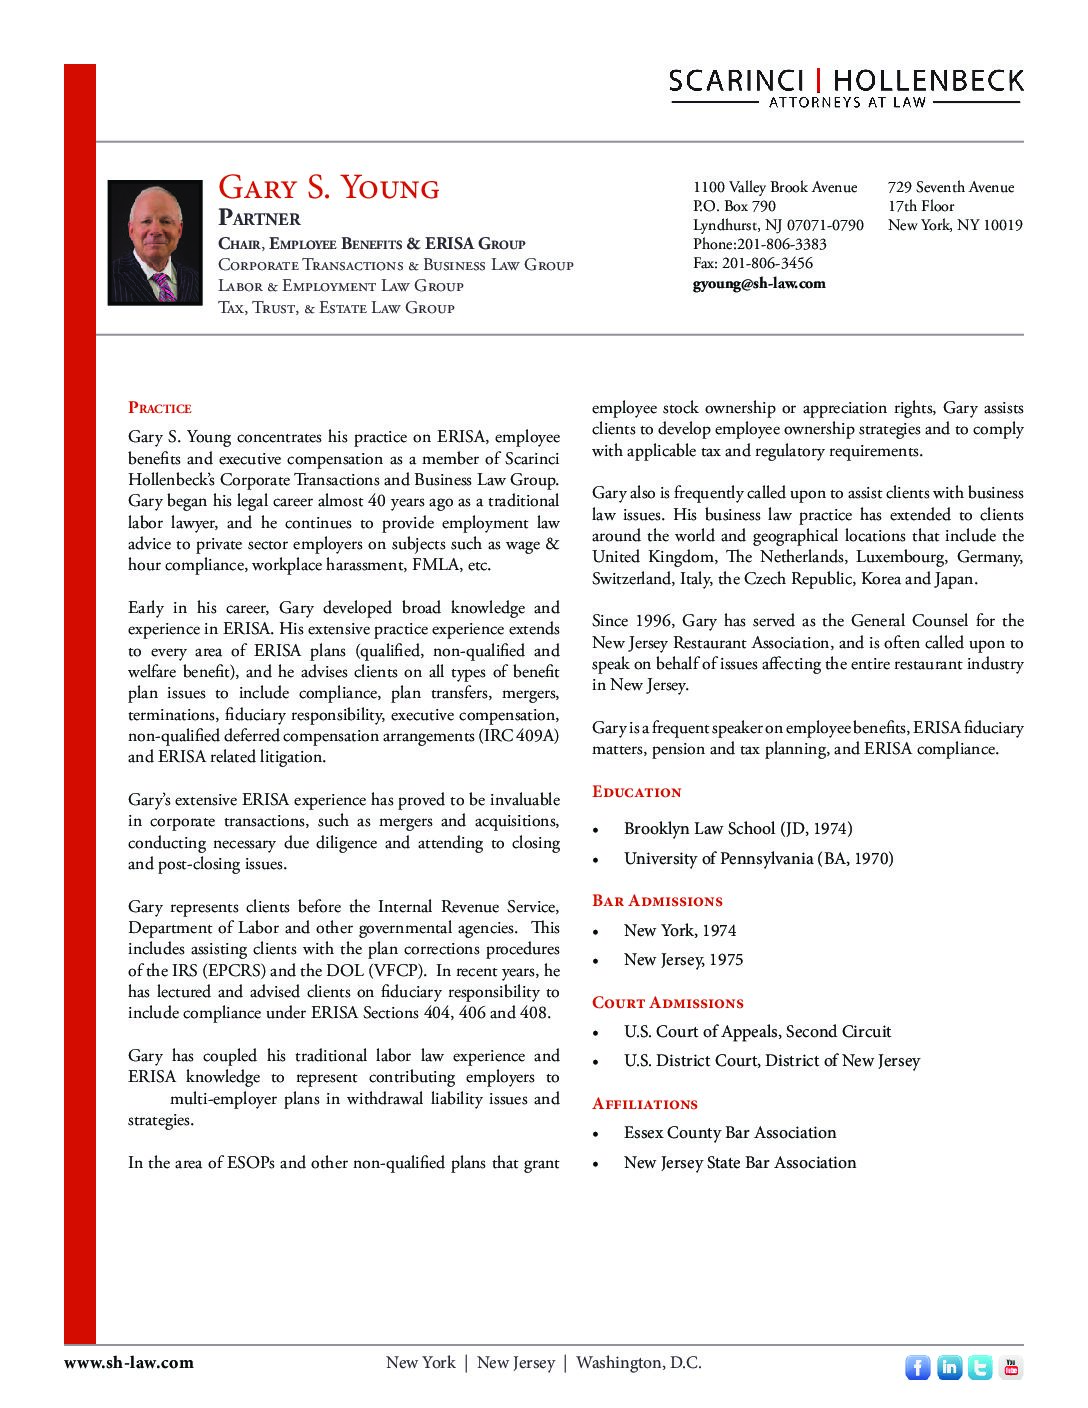 SCARINCI | HOLLENBECK
ATTORNEYS AT LAW
Gary S. Young
Partner
Chair, Employee Benefits & ERISA Group
Corporate Transactions & Business Law Group
Labor & Employment Law Group
Tax, Trust, & Estate Law Group
1100 Valley Brook Avenue
P.O. Box 790
Lyndhurst, NJ 07071-0790
Phone:201-806-3383
Fax: 201-806-3456
gyoung@sh-law.com
729 Seventh Avenue
17th Floor
New York, NY 10019
Practice
Gary S. Young concentrates his practice on ERISA, employee
benefits and executive compensation as a member of Scarinci
Hollenbeck's Corporate Transactions and Business Law Group.
Gary began his legal career almost 40 years ago as a traditional
labor lawyer, and he continues to provide employment law
advice to private sector employers on subjects such as wage &
hour compliance, workplace harassment, FMLA, etc.
Early in his career, Gary developed broad knowledge and
experience in ERISA. His extensive practice experience extends
to every area of ERISA plans (qualified, non-qualified and
welfare benefit), and he advises clients on all types of benefit
plan issues to include compliance, plan transfers, mergers,
terminations, fiduciary responsibility, executive compensation,
non-qualified deferred compensation arrangements (IRC 409A)
and ERISA related litigation.
Gary's extensive ERISA experience has proved to be invaluable
in corporate transactions, such as mergers and acquisitions,
conducting necessary due diligence and attending to closing
and post-closing issues.
Gary represents clients before the Internal Revenue Service,
Department of Labor and other governmental agencies. This
includes assisting clients with the plan corrections procedures
of the IRS (EPCRS) and the DOL (VFCP). In recent years, he
has lectured and advised clients on fiduciary responsibility to
include compliance under ERISA Sections 404, 406 and 408.
Gary has coupled his traditional labor law experience and
ERISA knowledge to represent contributing employers to
multi-employer plans in withdrawal liability issues and
strategies.
In the area of ESOPs and other non-qualified plans that grant
employee stock ownership or appreciation rights, Gary assists
clients to develop employee ownership strategies and to comply
with applicable tax and regulatory requirements.
Gary also is frequently called upon to assist clients with business
law issues. His business law practice has extended to clients
around the world and geographical locations that include the
United Kingdom, The Netherlands, Luxembourg, Germany,
Switzerland, Italy, the Czech Republic, Korea and Japan.
Since 1996, Gary has served as the General Counsel for the
New Jersey Restaurant Association, and is often called upon to
speak on behalf of issues affecting the entire restaurant industry
in New Jersey.
Gary is a frequent speaker on employee benefits, ERISA fiduciary
matters, pension and tax planning, and ERISA compliance.
Education
• Brooklyn Law School (JD, 1974)
• University of Pennsylvania (BA, 1970)
Bar Admissions
• New York, 1974
• New Jersey, 1975
Court Admissions
• U.S. Court of Appeals, Second Circuit
• U.S. District Court, District of New Jersey
Affiliations
• Essex County Bar Association
• New Jersey State Bar Association
www.sh-law.com
New York | New Jersey | Washington, D.C.
f
in
t
You Tube